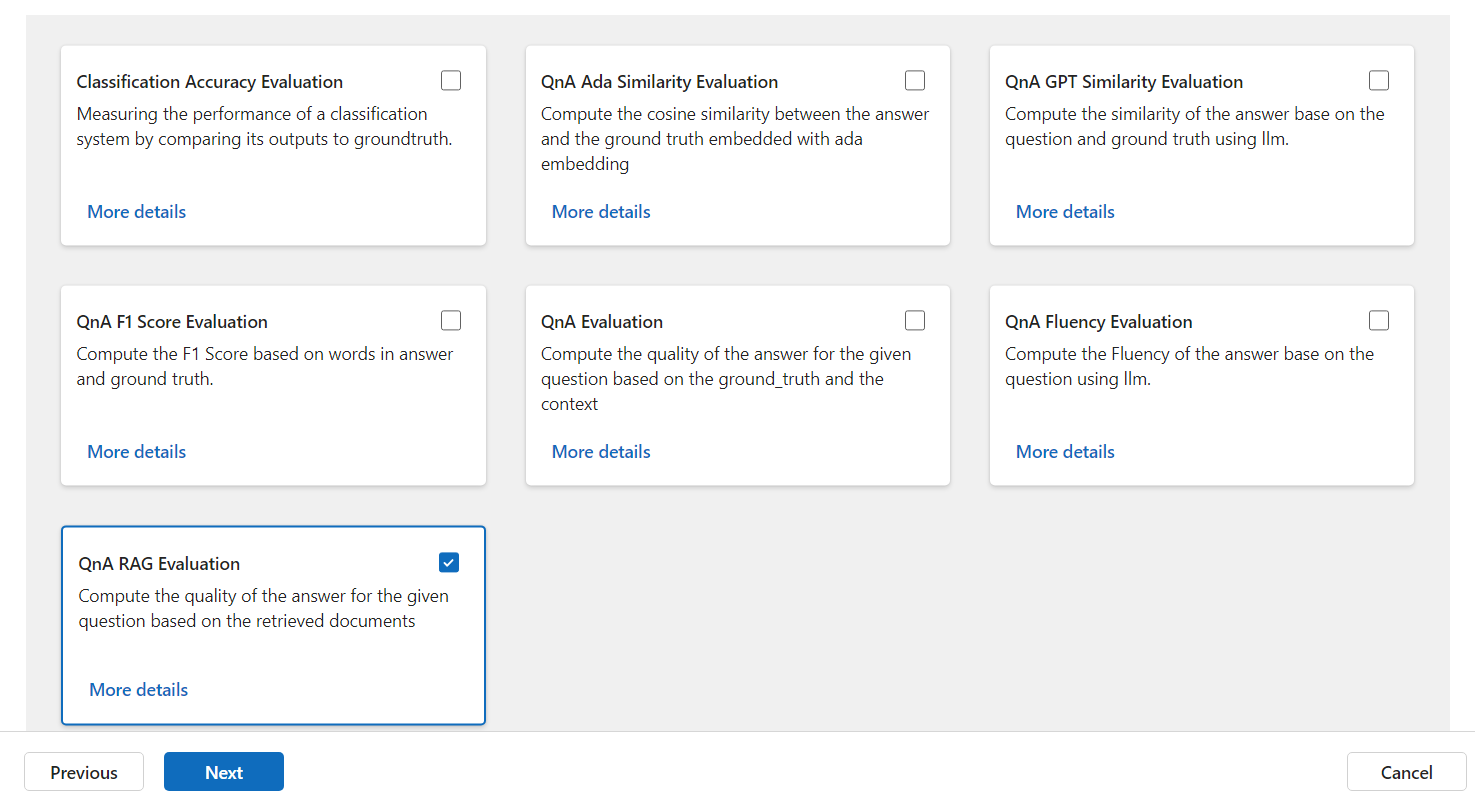 Classification Accuracy Evaluation
Measuring the performance of a classification
system by comparing its outputs to groundtruth.
More details
QnA Ada Similarity Evaluation
Compute the cosine similarity between the answer
and the ground truth embedded with ada
embedding
More details
QnA GPT Similarity Evaluation
Compute the similarity of the answer base on the
question and ground truth using llm.
More details
QnA F1 Score Evaluation
Compute the F1 Score based on words in answer
and ground truth.
More details
QnA Evaluation
Compute the quality of the answer for the given
question based on the ground_truth and the
context
More details
QnA Fluency Evaluation
Compute the Fluency of the answer base on the
question using llm.
More details
QnA RAG Evaluation
Compute the quality of the answer for the given
question based on the retrieved documents
More details
Previous
Next
Cancel